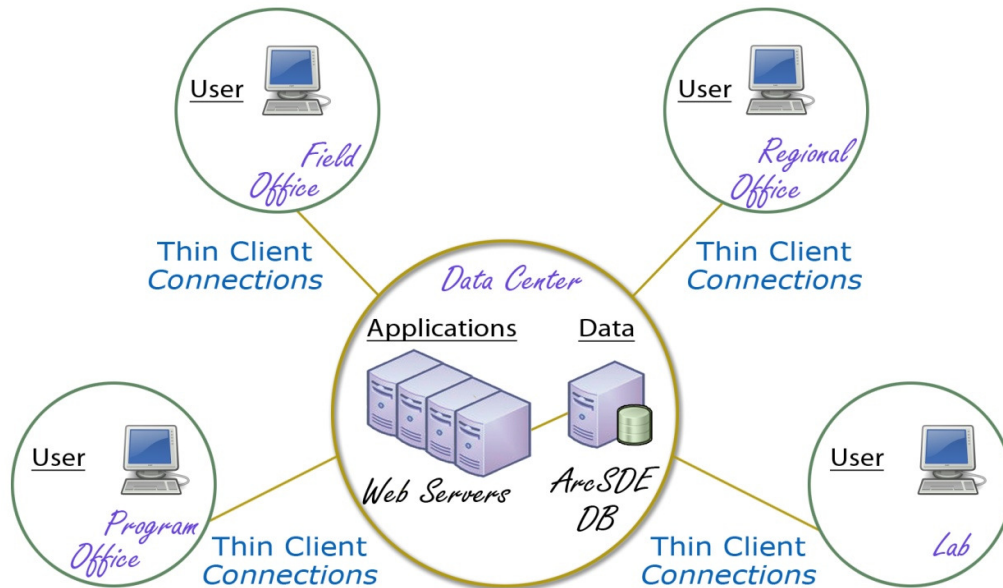 User
Field
Office
User
Regional
Office
Thin Client
Connections
Thin Client
Connections
Data Center
Applications
Data
Web Servers
ArcSDE
DB
User
Program
Office
User
Lab
Thin Client
Connections
Thin Client
Connections